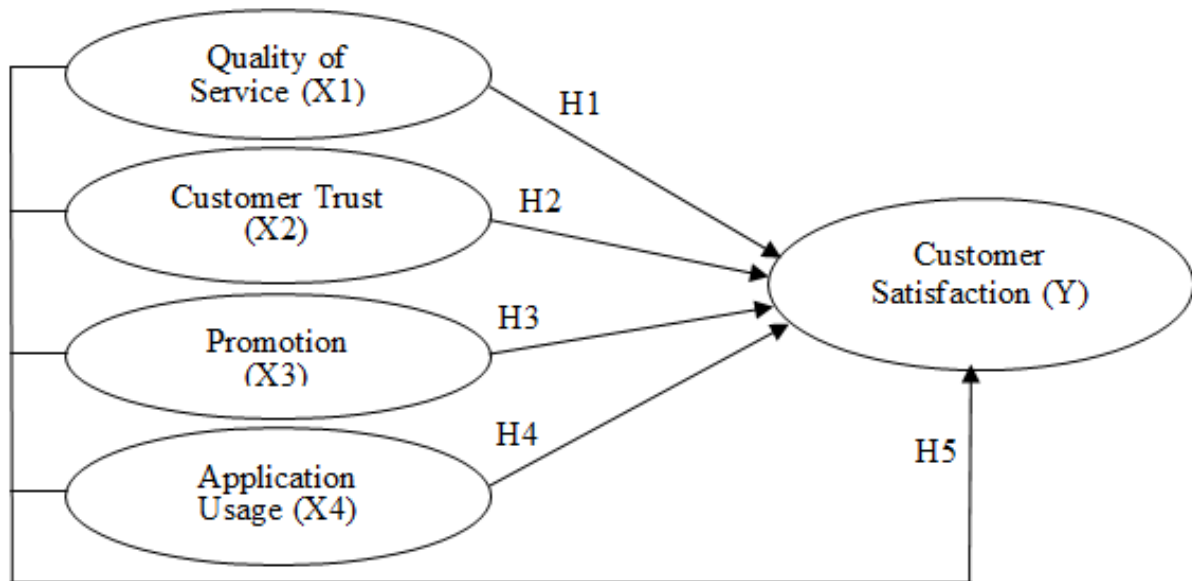 Quality of
Service (X1)
H1
Customer Trust
(X2)
H2
Customer
Satisfaction (Y)
Promotion
(X3)
H3
Application
Usage (X4)
H4
H5